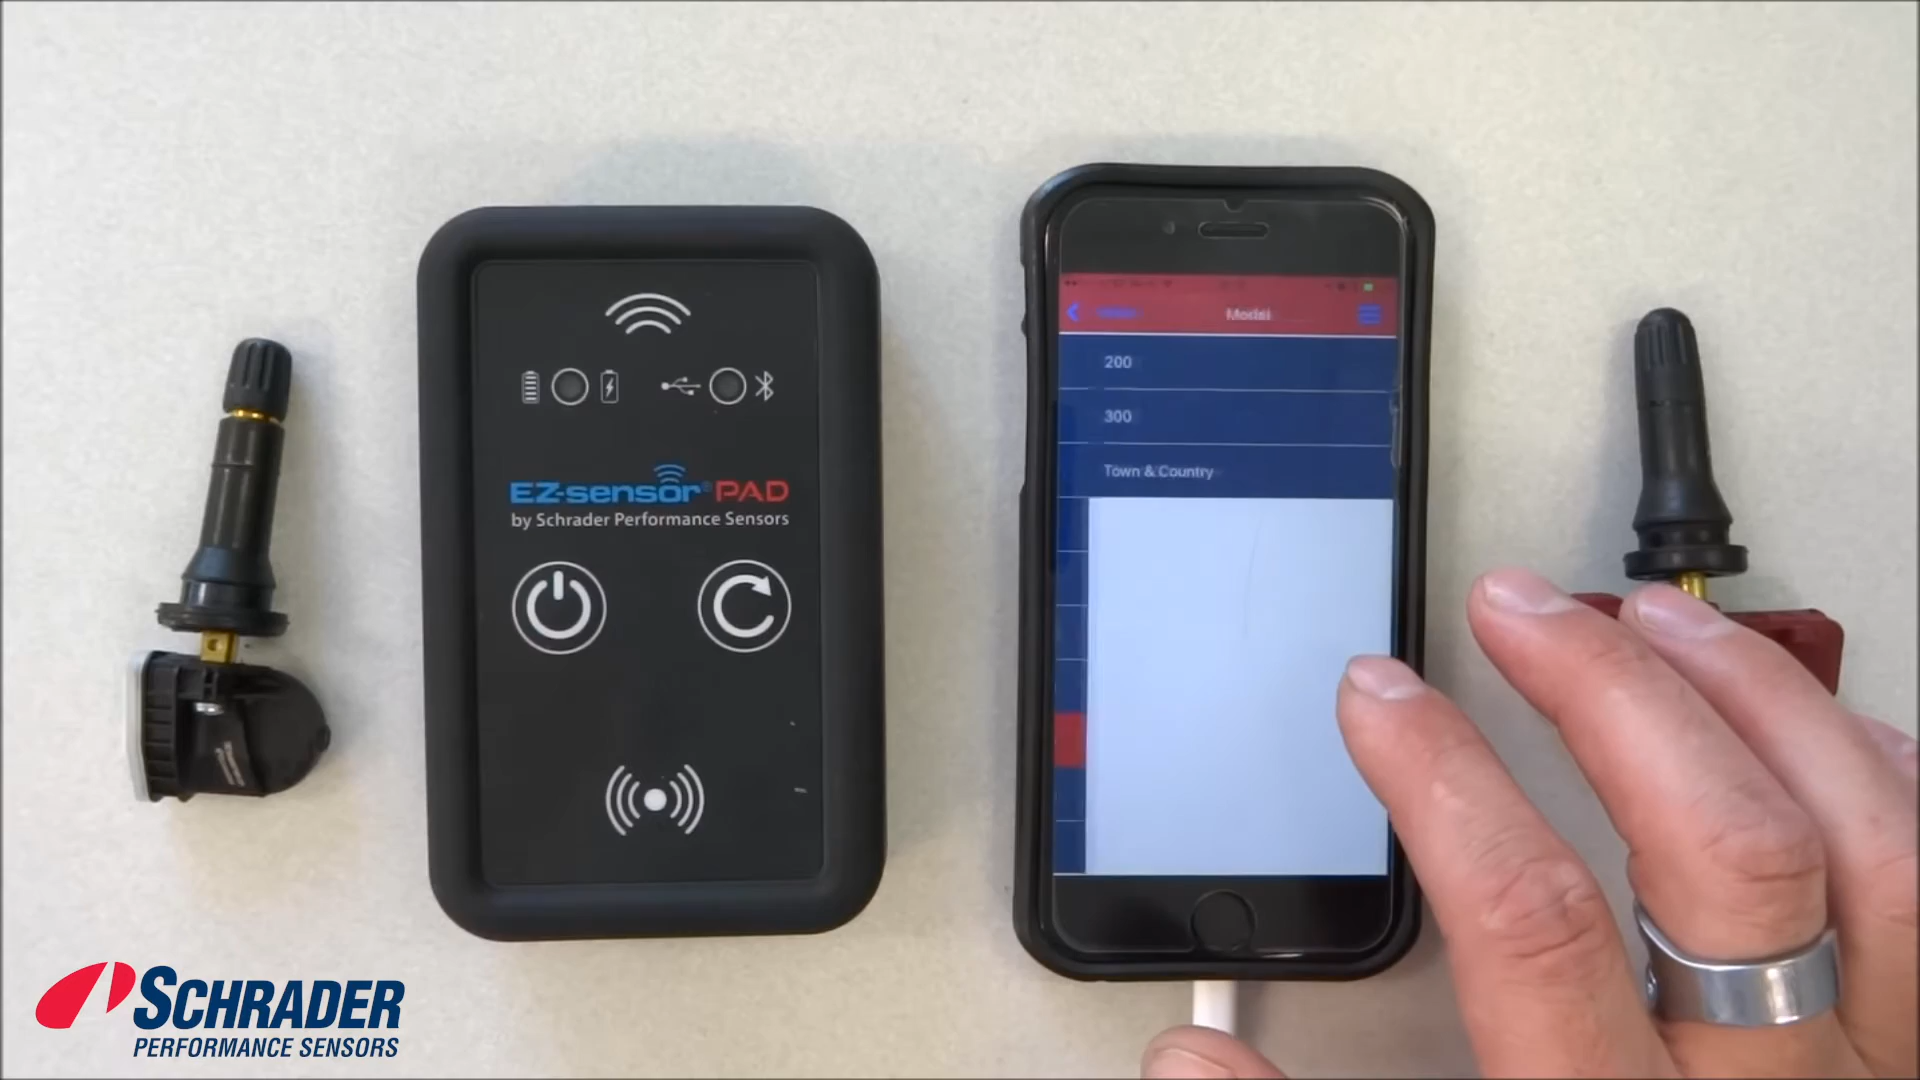 EZ-sensor® PAD
by Schrader Performance Sensors
Model
200
300
Town & Country
SCHRADER
PERFORMANCE SENSORS